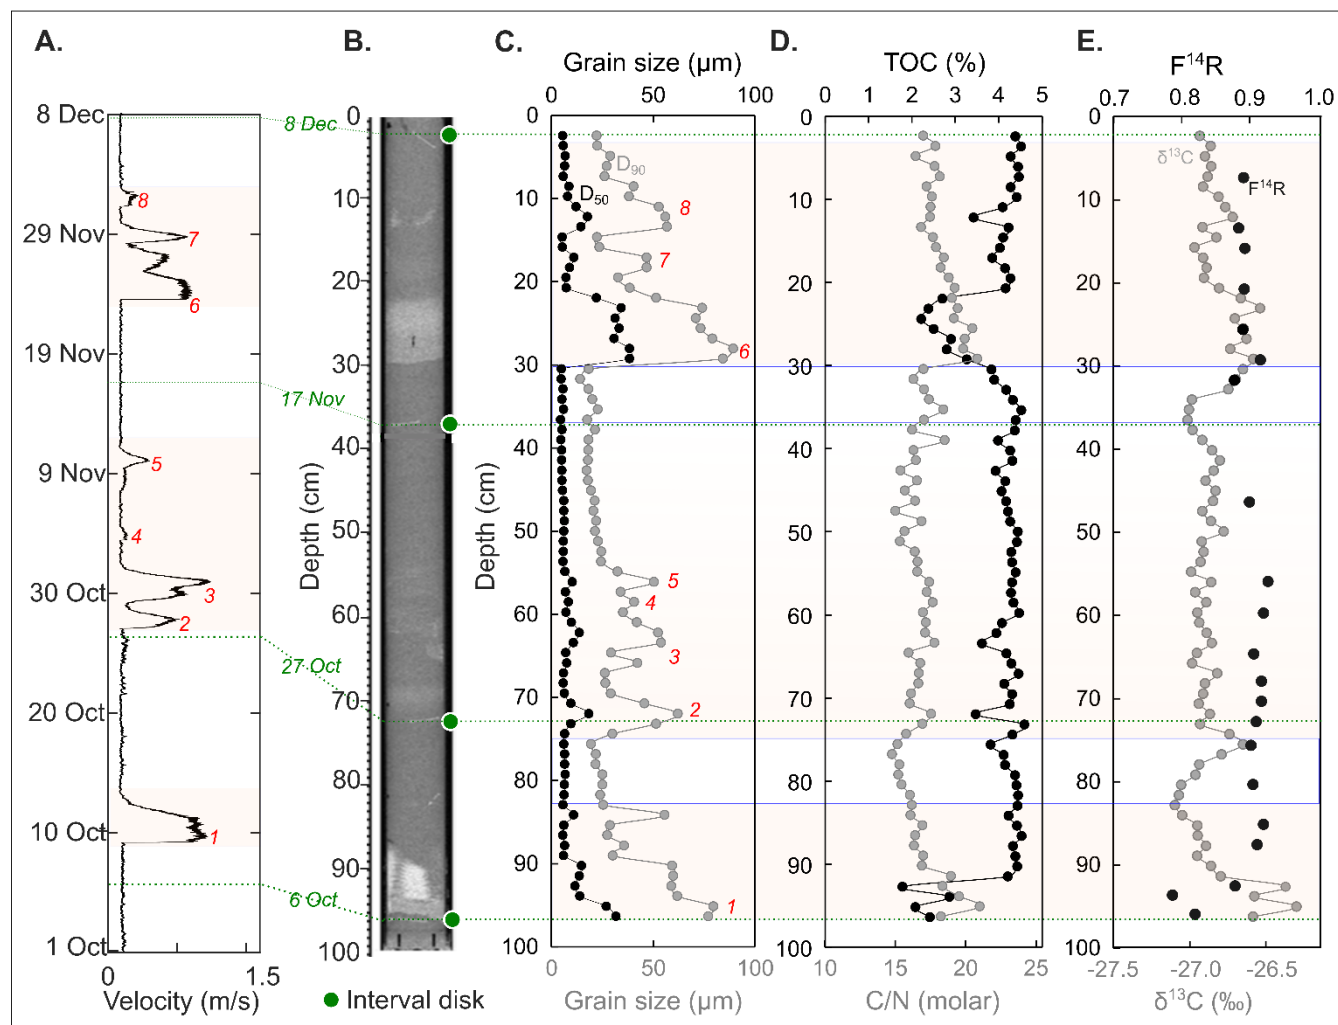 A.
B.
C.
D.
E.
Grain size (µm)
TOC (%)
F¹⁴R
0 50 100
0 1 2 3 4 5
0.7 0.8 0.9 1.0
8 Dec
29 Nov
19 Nov
9 Nov
30 Oct
20 Oct
10 Oct
1 Oct
0 1.5
Velocity (m/s)
8
7
6
5
4
3
2
1
8 Dec
17 Nov
27 Oct
6 Oct
Depth (cm)
0
10
20
30
40
50
60
70
80
90
100
Interval disk
Depth (cm)
0
10
20
30
40
50
60
70
80
90
100
D₉₀
D₅₀
8
7
6
5
4
3
2
1
0 50 100
Grain size (µm)
0
10
20
30
40
50
60
70
80
90
100
10 15 20 25
C/N (molar)
0
10
20
30
40
50
60
70
80
90
100
δ¹³C
F¹⁴R
-27.5 -27.0 -26.5
δ¹³C (‰)